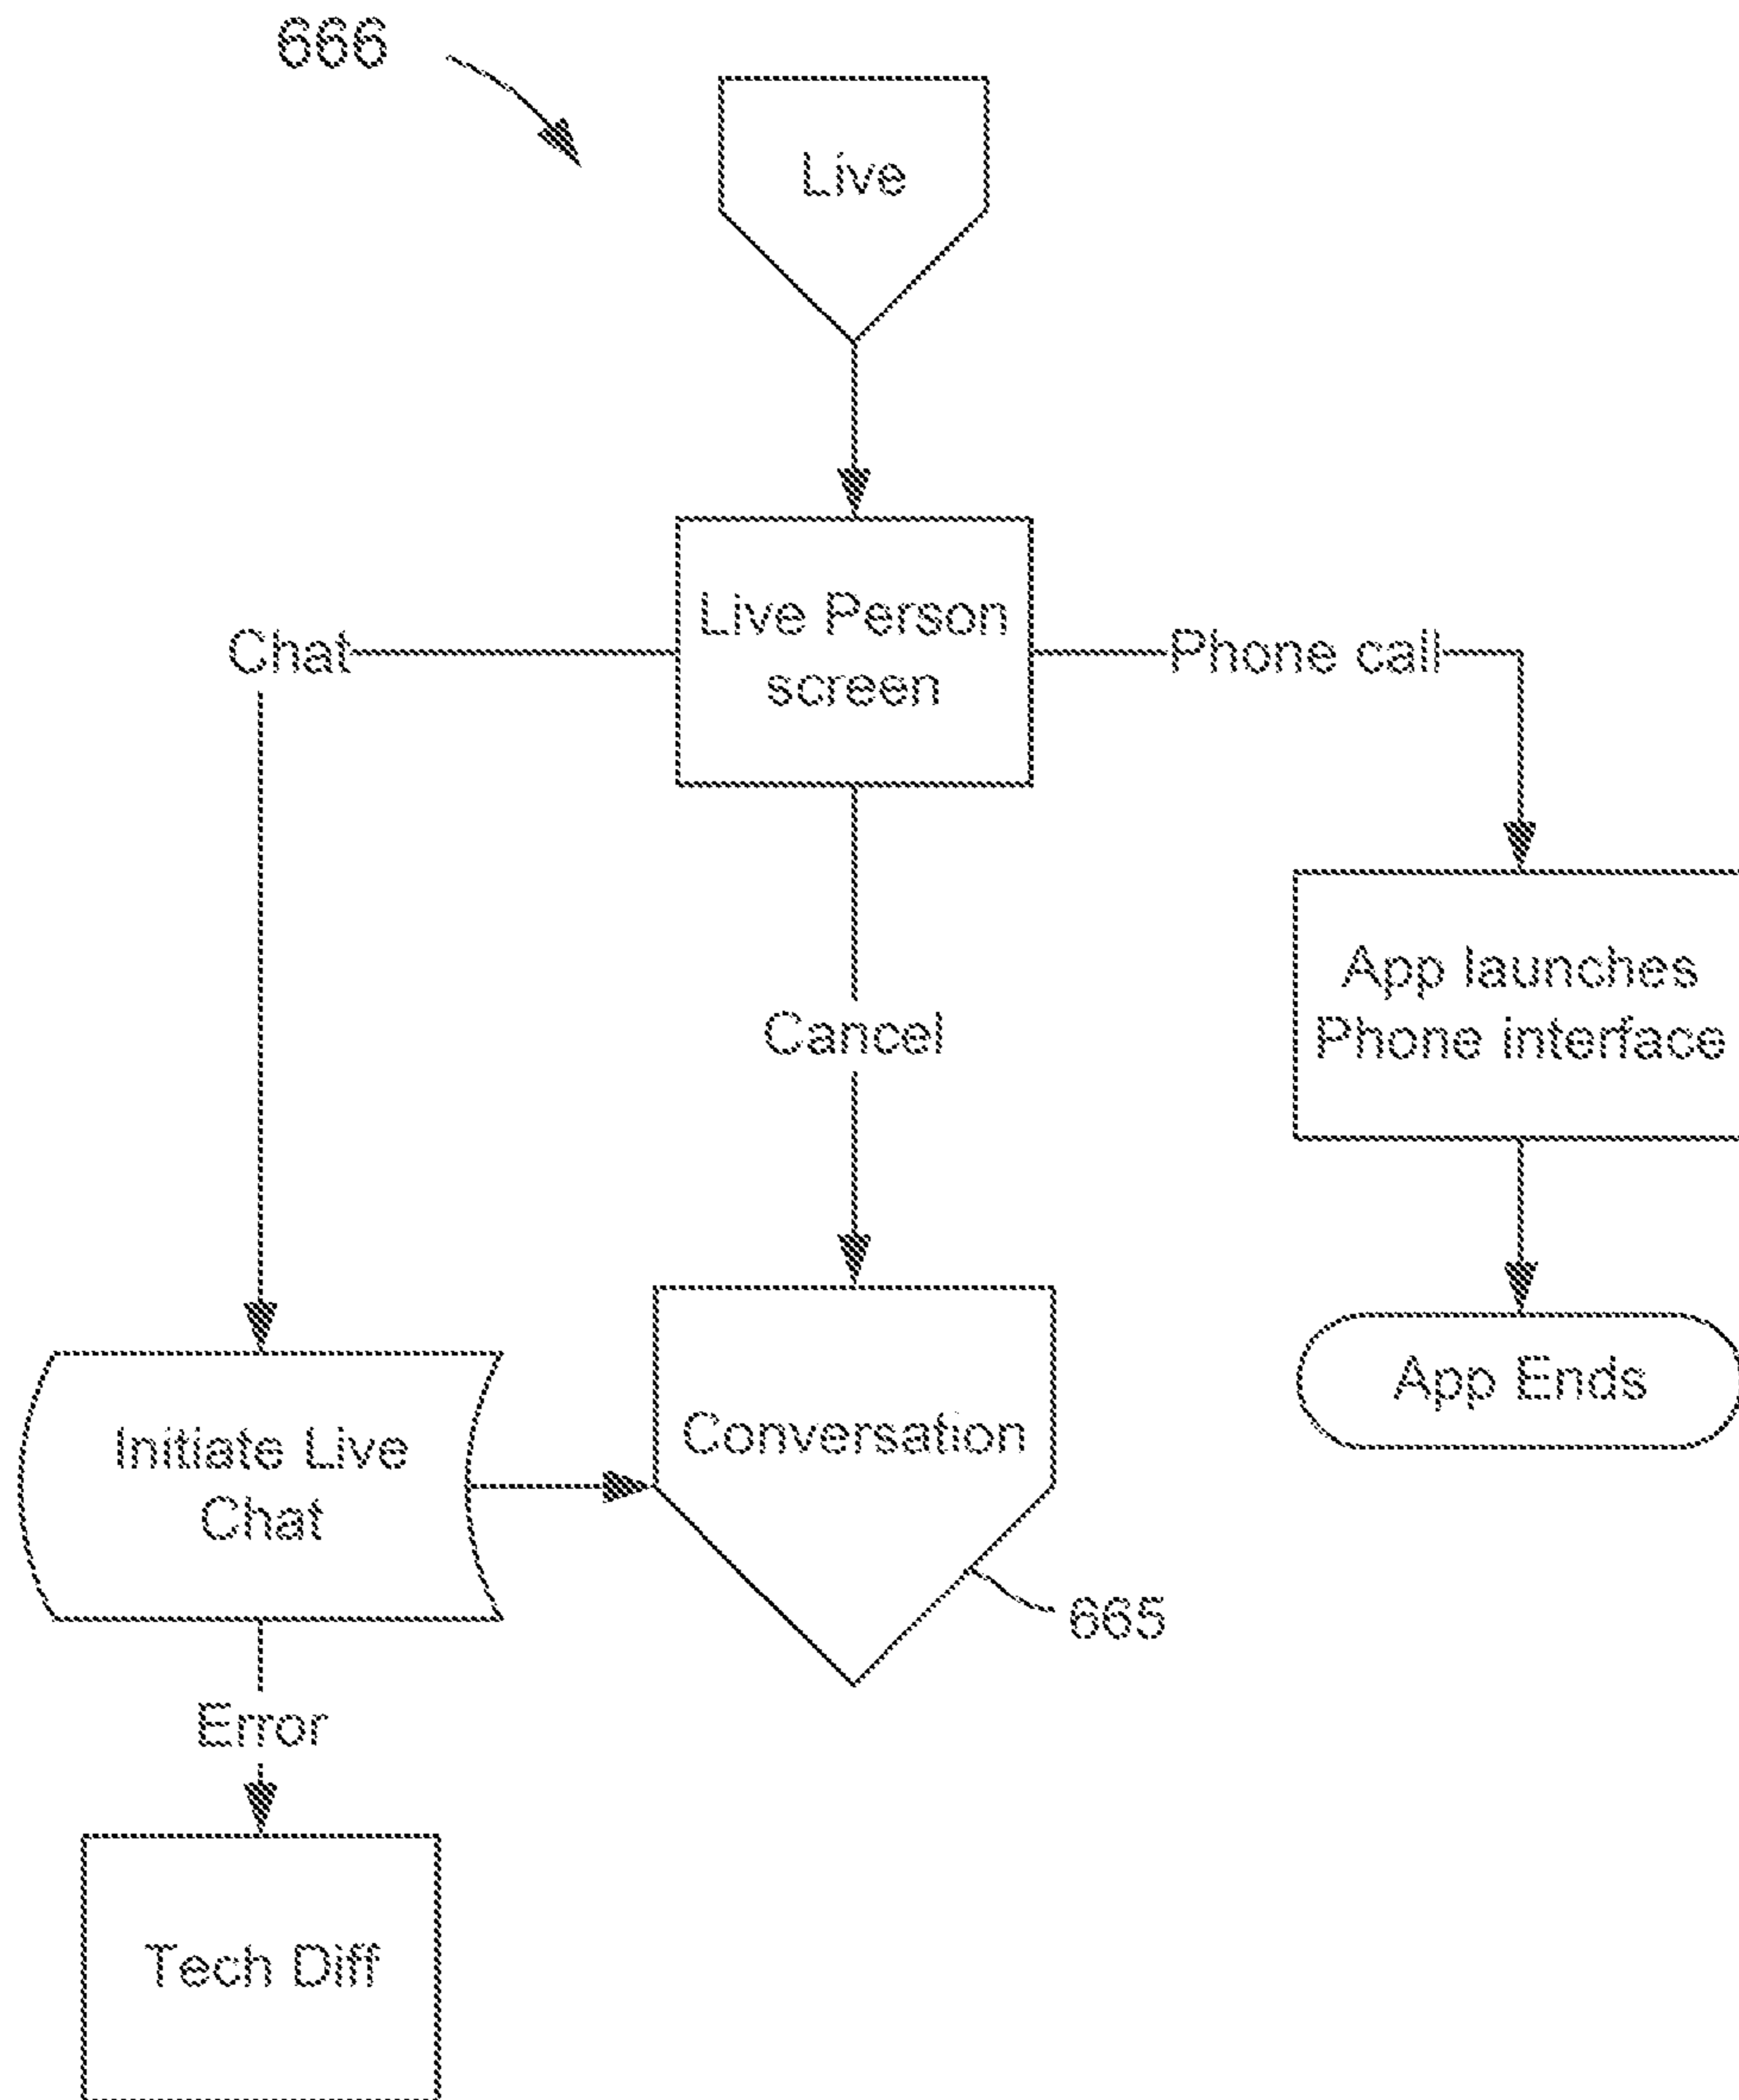 666
Live
Live Person
screen
Chat
Phone call
App launches
Phone interface
Cancel
App Ends
Conversation
Initiate Live
Chat
665
Error
Tech Diff